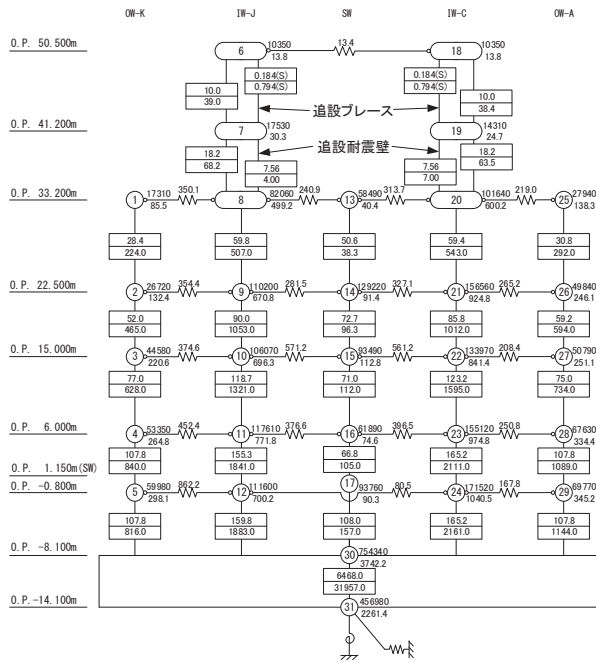 OW-K IW-J SW IW-C OW-A
O.P. 50.500m 6 10350 13.4 18 10350
13.8 13.8
0.184(S) 0.184(S)
10.0 0.794(S) 0.794(S) 10.0
39.0 追設ブレース 38.4
O.P. 41.200m 7 17530 19 14310
30.3 24.7
追設耐震壁
18.2 18.2
68.2 7.56 7.56 63.5
4.00 7.00
O.P. 33.200m 1 17310 350.1 8 82060 240.9 13 58490 313.7 20 101640 219.0 25 27940
85.5 499.2 40.4 600.2 138.3
28.4 59.8 50.6 59.4 30.8
224.0 507.0 38.3 543.0 292.0
O.P. 22.500m 2 26720 354.4 9 110200 281.5 14 129220 327.1 21 156560 265.2 26 49840
132.4 670.8 91.4 924.8 246.1
52.0 90.0 72.7 85.8 59.2
465.0 1053.0 96.3 1012.0 594.0
O.P. 15.000m 3 44580 374.6 10 106070 571.2 15 93490 561.2 22 133970 208.4 27 50790
220.6 696.3 112.8 841.4 251.1
77.0 118.7 71.0 123.2 75.0
628.0 1321.0 112.0 1595.0 734.0
O.P. 6.000m 4 53350 452.4 11 117610 376.6 16 61890 396.5 23 155120 250.8 28 67630
264.8 771.8 74.6 974.8 334.4
107.8 155.3 66.8 165.2 107.8
840.0 1841.0 105.0 2111.0 1089.0
O.P. 1.150m(SW)
O.P. -0.800m 5 59980 862.2 12 111600 17 93760 80.5 24 171520 167.8 29 69770
298.1 700.2 90.3 1040.5 345.2
107.8 159.8 108.0 165.2 107.8
816.0 1883.0 157.0 2161.0 1144.0
O.P. -8.100m 30 754340
3742.2
6468.0
31957.0
O.P. -14.100m 31 456980
2261.4